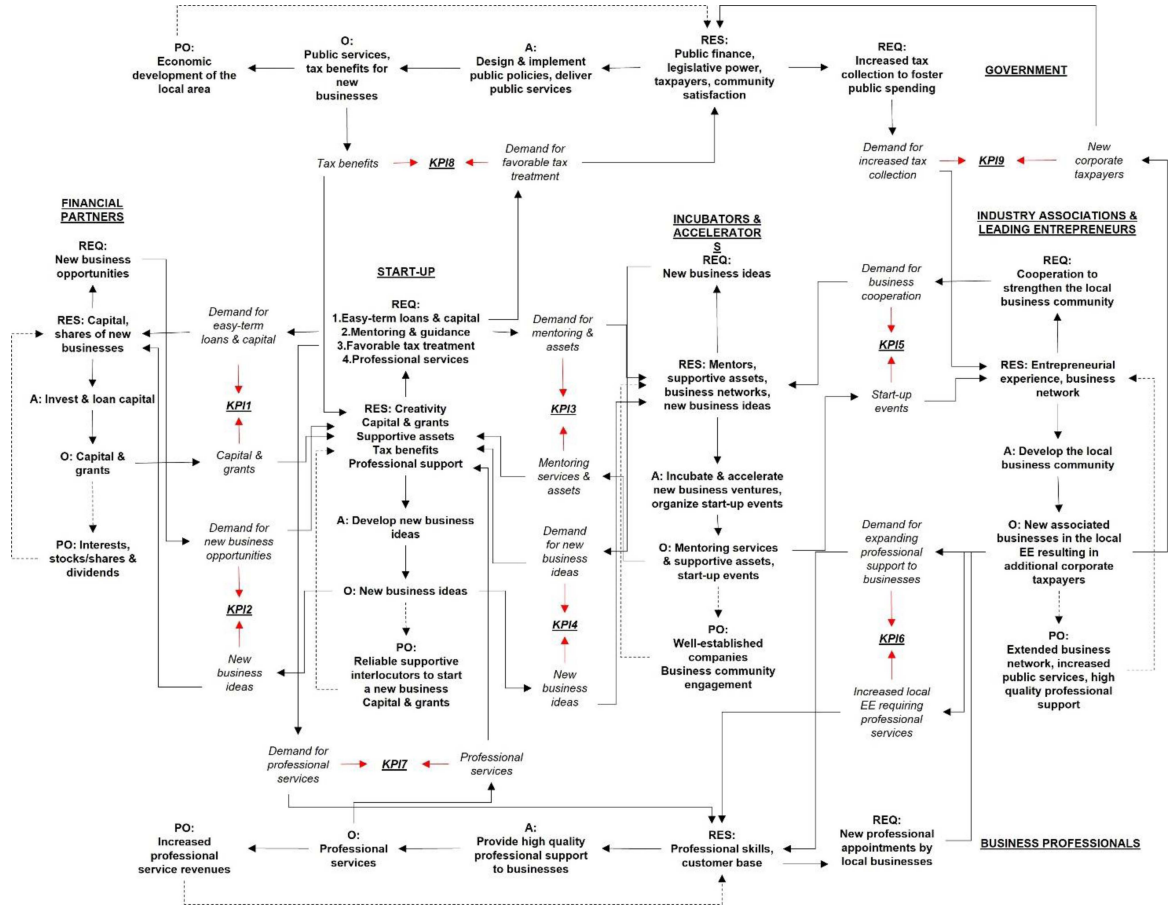 PO:
Economic
development of the
local area
O:
Public services,
tax benefits for
new
businesses
A:
Design & implement
public policies, deliver
public services
RES:
Public finance,
legislative power,
taxpayers, community
satisfaction
REQ:
Increased tax
collection to foster
public spending
GOVERNMENT
Tax benefits
KPI8
Demand for
favorable tax
treatment
Demand for
increased tax
collection
KPI9
New
corporate
taxpayers
FINANCIAL
PARTNERS
REQ:
New business
opportunities
RES: Capital,
shares of new
businesses
A: Invest & loan capital
O: Capital &
grants
PO: Interests,
stocks/shares &
dividends
Demand for
easy-term
loans & capital
KPI1
Capital &
grants
Demand for
new business
opportunities
KPI2
New
business
ideas
START-UP
REQ:
1.Easy-term loans & capital
2.Mentoring & guidance
3.Favorable tax treatment
4.Professional services
RES: Creativity
Capital & grants
Supportive assets
Tax benefits
Professional support
A: Develop new business
ideas
O: New business ideas
PO:
Reliable supportive
interlocutors to start
a new business
Capital & grants
Demand for
mentoring &
assets
KPI3
Mentoring
services &
assets
Demand
for new
business
ideas
KPI4
New
business
ideas
INCUBATORS &
ACCELERATOR
S
REQ:
New business ideas
RES: Mentors,
supportive assets,
business networks,
new business ideas
A: Incubate & accelerate
new business ventures,
organize start-up events
O: Mentoring services
& supportive assets,
start-up events
PO:
Well-established
companies
Business community
engagement
Demand for
business
cooperation
KPI5
Start-up
events
Demand for
expanding
professional
support to
businesses
KPI6
Increased local
EE requiring
professional
services
INDUSTRY ASSOCIATIONS &
LEADING ENTREPRENEURS
REQ:
Cooperation to
strengthen the local
business community
RES: Entrepreneurial
experience, business
network
A: Develop the local
business community
O: New associated
businesses in the local
EE resulting in
additional corporate
taxpayers
PO:
Extended business
network, increased
public services, high
quality professional
support
Demand for
professional
services
KPI7
Professional
services
PO:
Increased
professional
service revenues
O:
Professional
services
A:
Provide high quality
professional support
to businesses
RES:
Professional skills,
customer base
REQ:
New professional
appointments by
local businesses
BUSINESS PROFESSIONALS